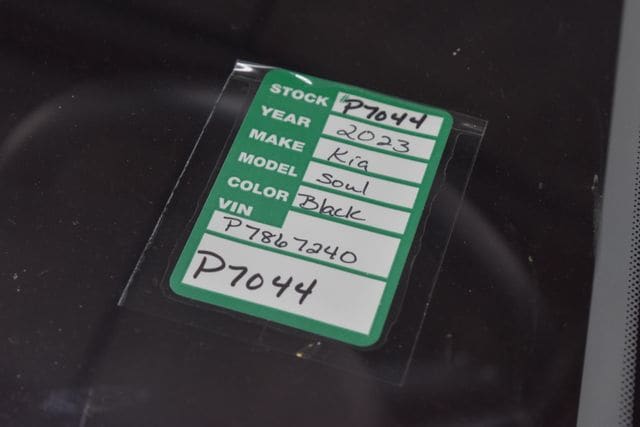 STOCK P7044
YEAR 2023
MAKE Kia
MODEL Soul
COLOR Black
VIN
P7867240
P7044